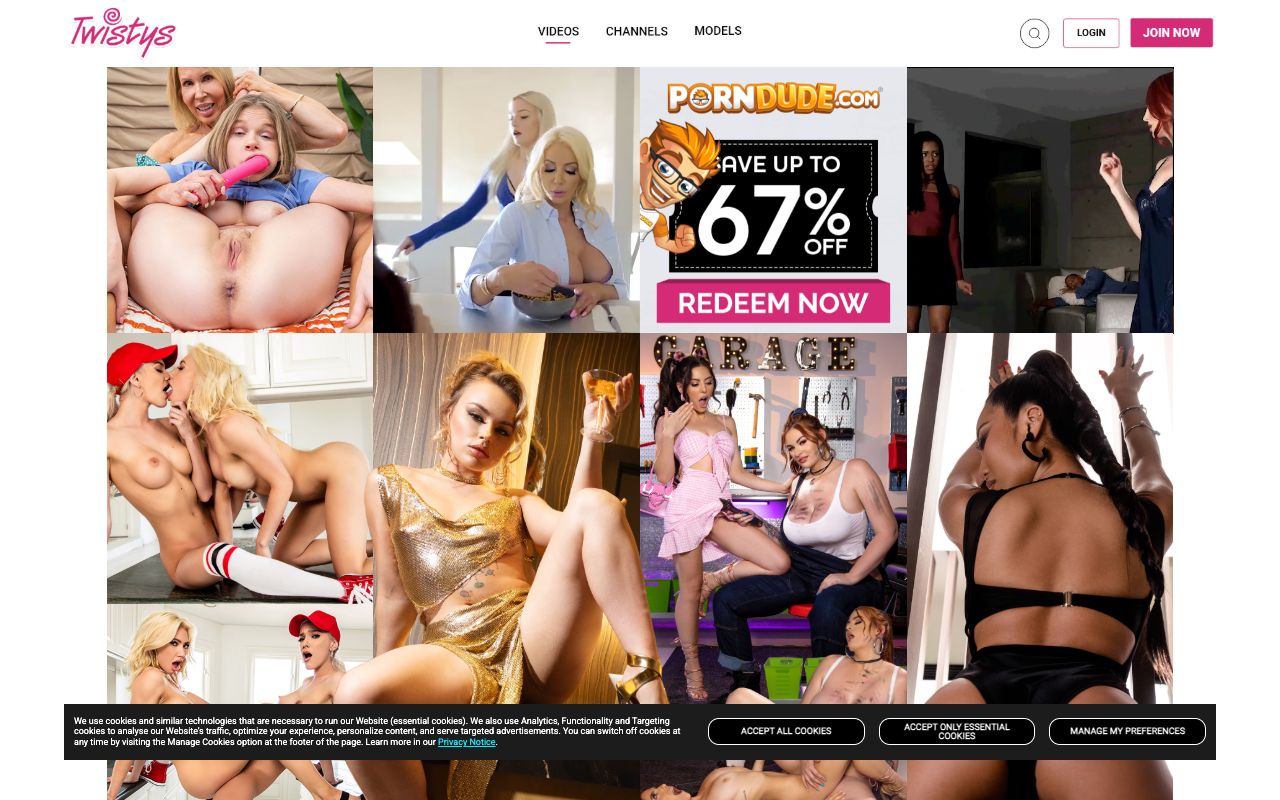 Twistys
VIDEOS
CHANNELS
MODELS
LOGIN
JOIN NOW
PORNDUDE.COM
SAVE UP TO
67%
OFF
REDEEM NOW
GARAGE
We use cookies and similar technologies that are necessary to run our Website (essential cookies). We also use Analytics, Functionality and Targeting
cookies to analyse our Website's traffic, optimize your experience, personalize content, and serve targeted advertisements. You can switch off cookies at
any time by visiting the Manage Cookies option at the footer of the page. Learn more in our Privacy Notice.
ACCEPT ALL COOKIES
ACCEPT ONLY ESSENTIAL
COOKIES
MANAGE MY PREFERENCES